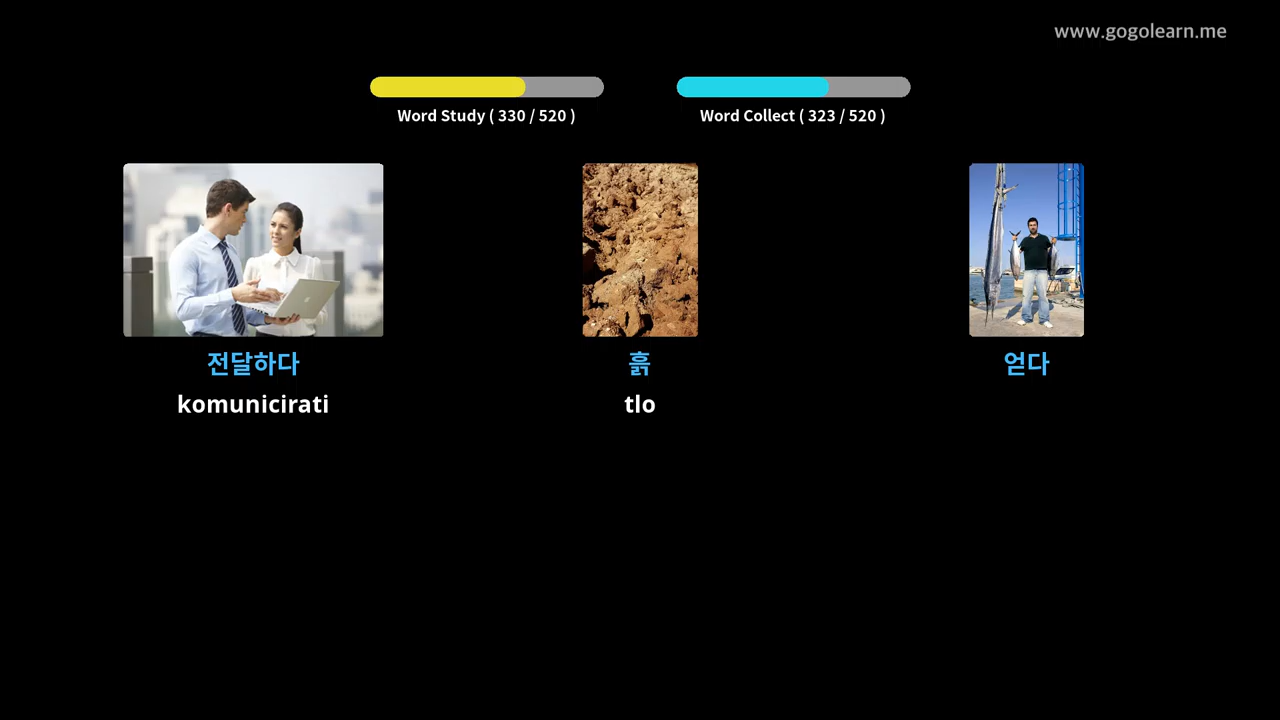 www.gogolearn.me
Word Study ( 330 / 520 )
Word Collect ( 323 / 520 )
전달하다
흙
얻다
komunicirati
tlo